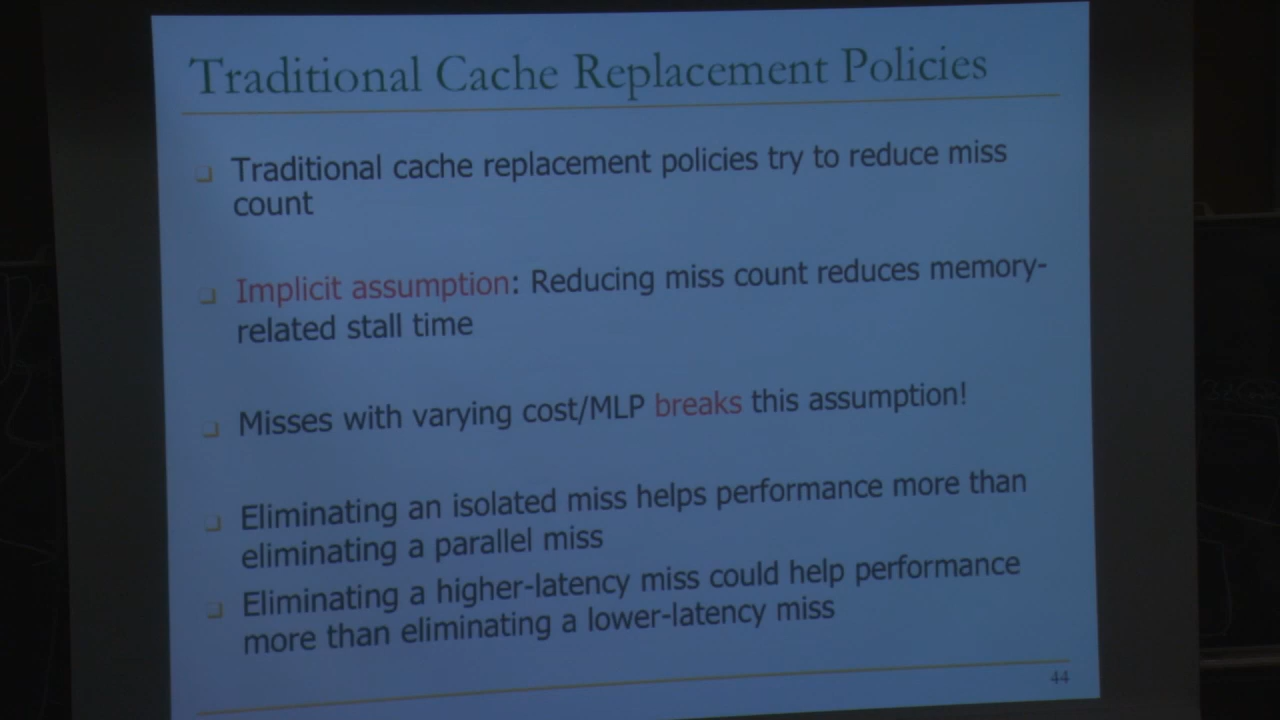 Traditional Cache Replacement Policies
Traditional cache replacement policies try to reduce miss
count
Implicit assumption: Reducing miss count reduces memory-
related stall time
Misses with varying cost/MLP breaks this assumption!
Eliminating an isolated miss helps performance more than
eliminating a parallel miss
Eliminating a higher-latency miss could help performance
more than eliminating a lower-latency miss
44